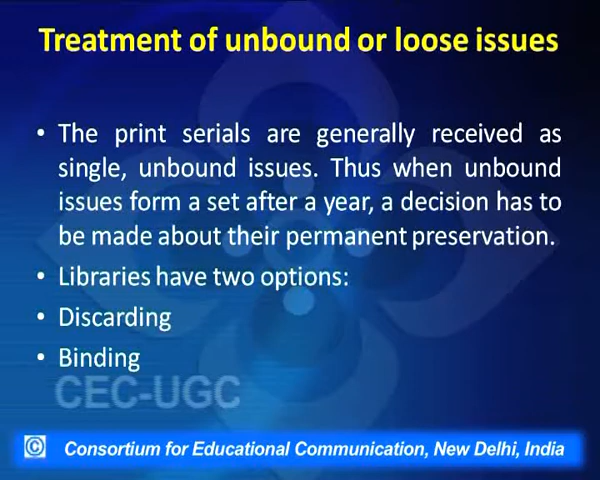 Treatment of unbound or loose issues
• The print serials are generally received as
single, unbound issues. Thus when unbound
issues form a set after a year, a decision has to
be made about their permanent preservation.
• Libraries have two options:
• Discarding
• Binding
CEC-UGC
© Consortium for Educational Communication, New Delhi, India